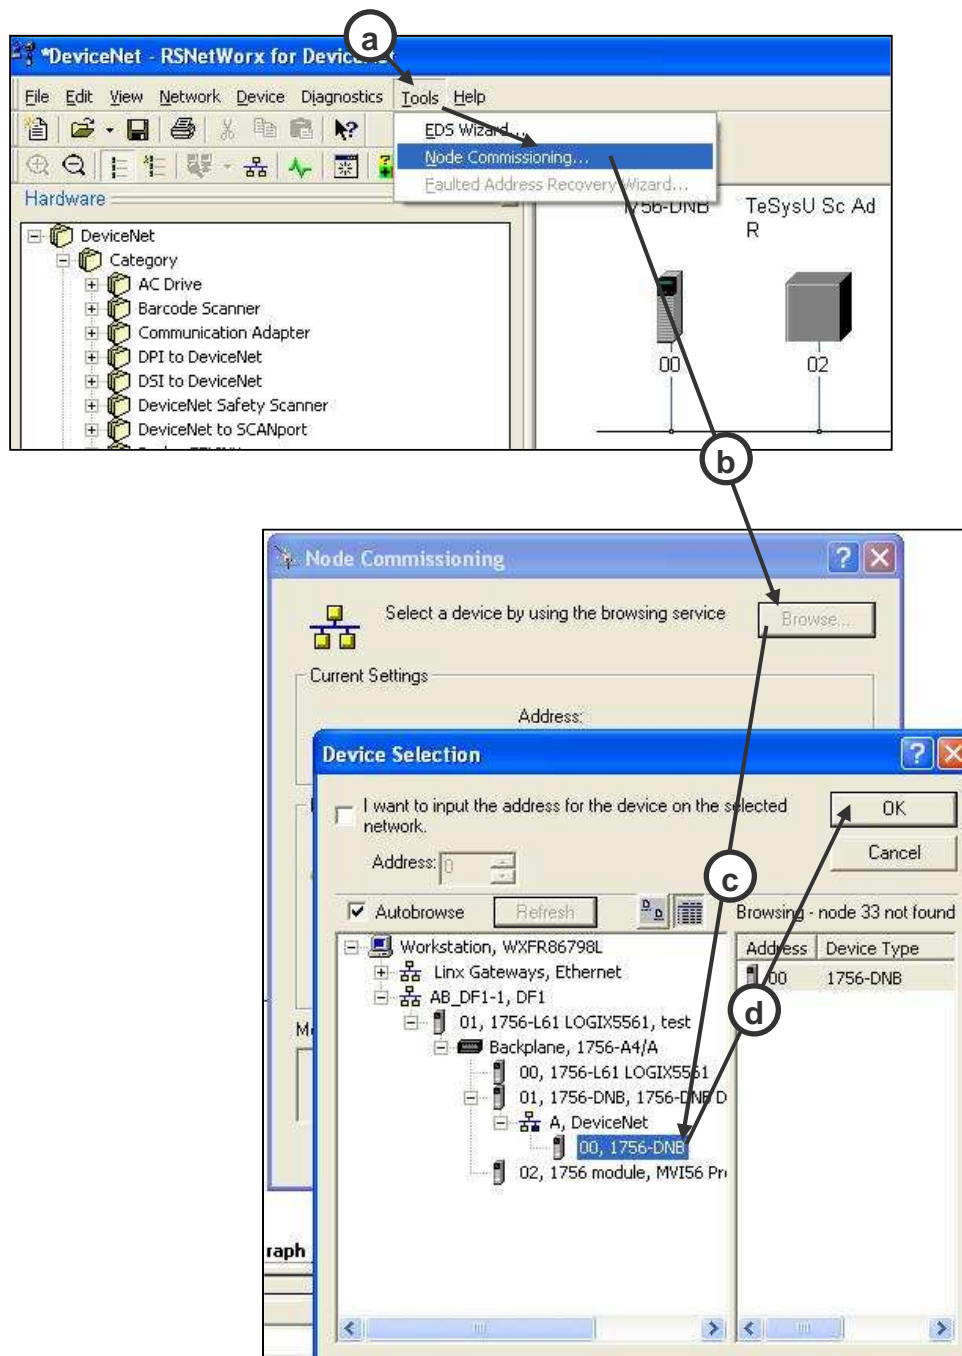 a
*DeviceNet - RSNetWorx for
File Edit View Network Device Diagnostics Tools Help
EDS Wizard...
Node Commissioning...
Faulted Address Recovery Wizard...
Hardware
1756-DNB
TeSysU Sc Ad
R
DeviceNet
Category
AC Drive
Barcode Scanner
Communication Adapter
DPI to DeviceNet
DSI to DeviceNet
DeviceNet Safety Scanner
DeviceNet to SCANport
00
02
b
Node Commissioning
Select a device by using the browsing service
Browse...
Current Settings
Address:
Device Selection
I want to input the address for the device on the selected
network.
OK
Address: 0
Cancel
c
Autobrowse
Refresh
Browsing - node 33 not found
Workstation, WXFR86798L
Linx Gateways, Ethernet
AB_DF1-1, DF1
01, 1756-L61 LOGIX5561, test
Backplane, 1756-A4/A
00, 1756-L61 LOGIX5561
01, 1756-DNB, 1756-DNB D
A, DeviceNet
00, 1756-DNB
02, 1756 module, MVI56 Pr
Address Device Type
00 1756-DNB
d
raph